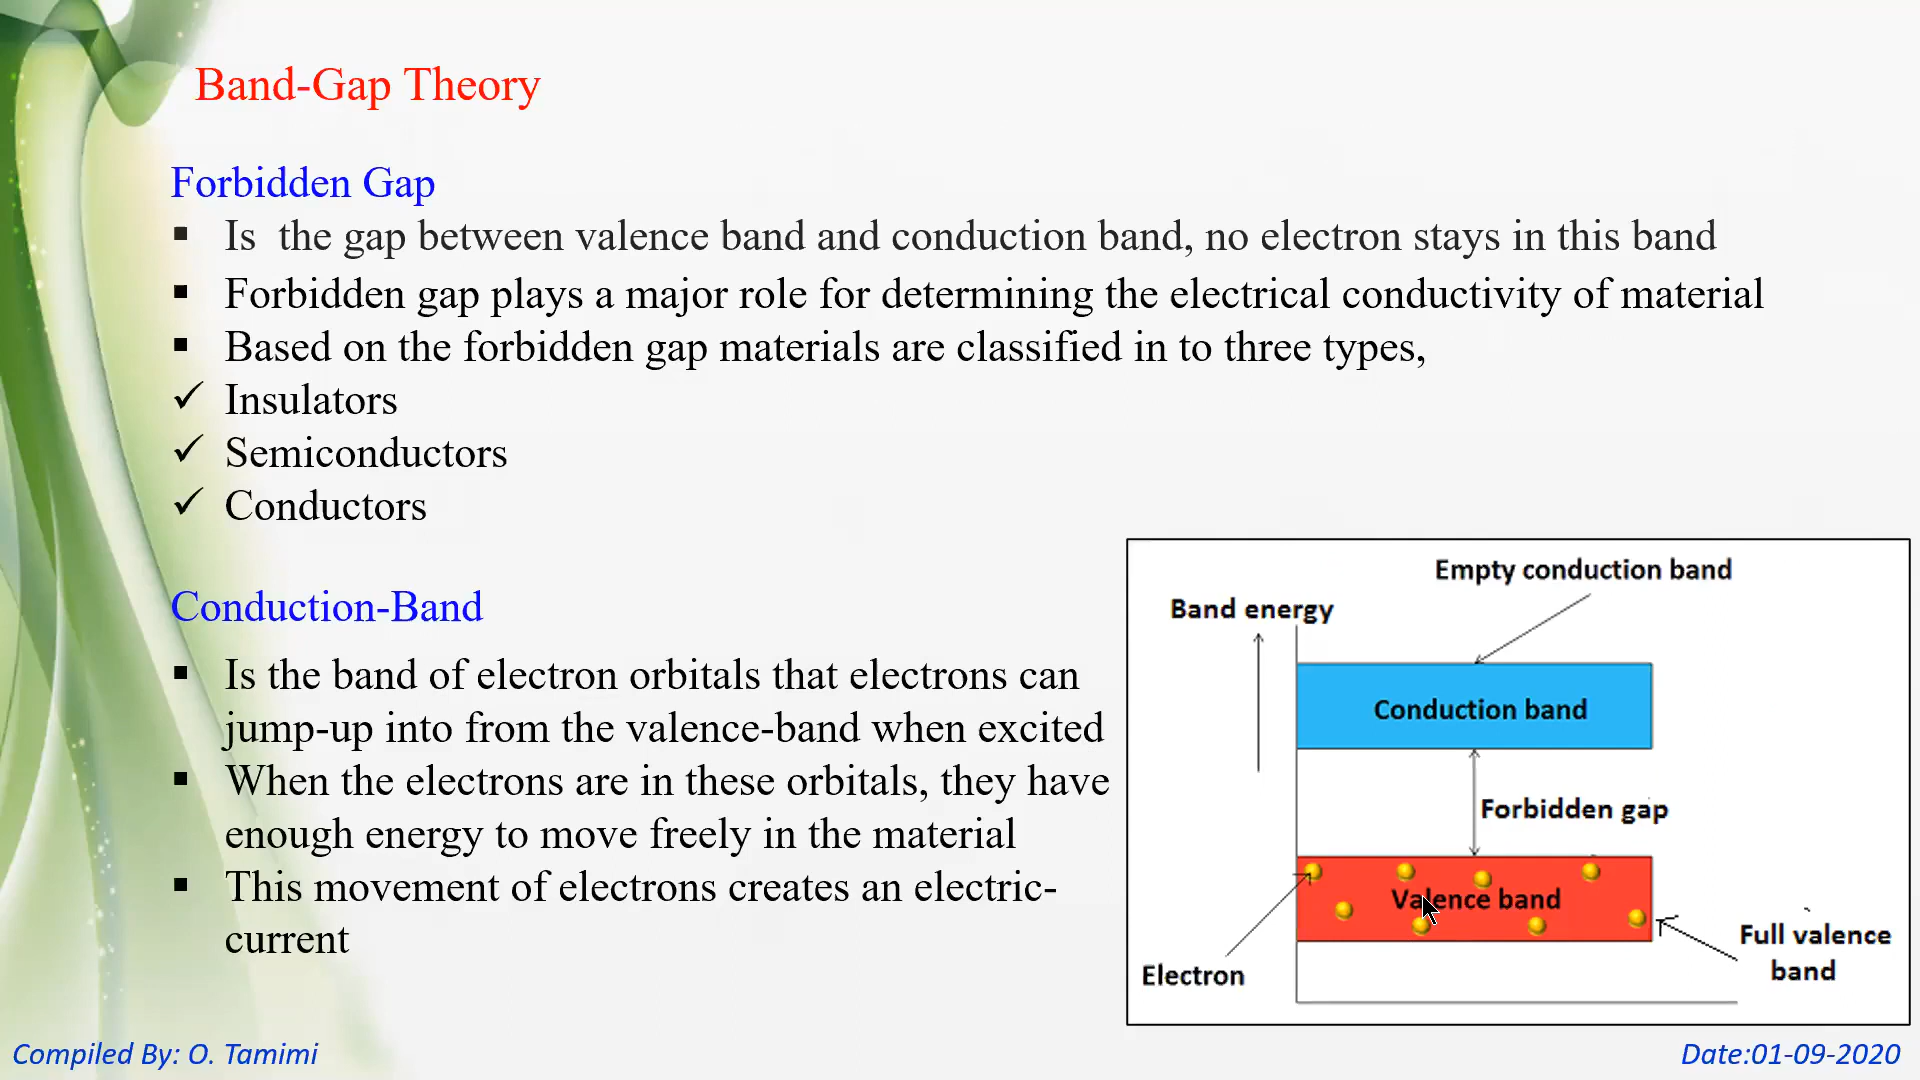 Band-Gap Theory
Forbidden Gap
▪ Is  the gap between valence band and conduction band, no electron stays in this band
▪ Forbidden gap plays a major role for determining the electrical conductivity of material
▪ Based on the forbidden gap materials are classified in to three types,
✓ Insulators
✓ Semiconductors
✓ Conductors
Conduction-Band
▪ Is the band of electron orbitals that electrons can
jump-up into from the valence-band when excited
▪ When the electrons are in these orbitals, they have
enough energy to move freely in the material
▪ This movement of electrons creates an electric-
current
Empty conduction band
Band energy
Conduction band
Forbidden gap
Valence band
Electron
Full valence
band
Compiled By: O. Tamimi
Date:01-09-2020